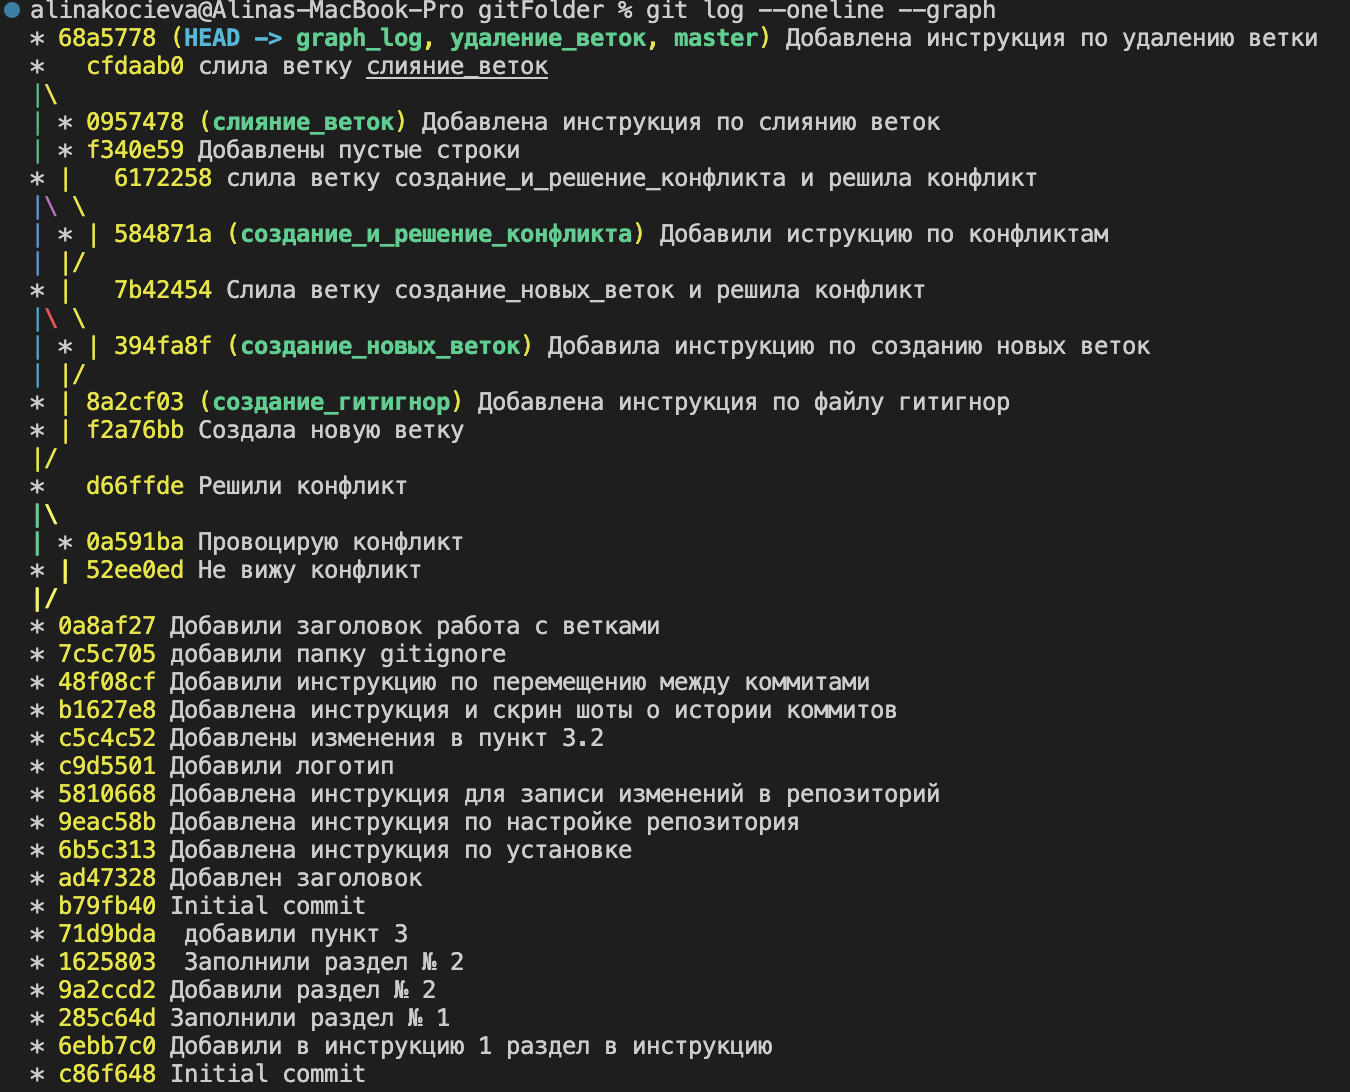 alinakocieva@Alinas-MacBook-Pro gitFolder % git log --oneline --graph
* 68a5778 (HEAD -> graph_log, удаление_веток, master) Добавлена инструкция по удалению ветки
*   cfdaab0 слила ветку слияние_веток
|\
| * 0957478 (слияние_веток) Добавлена инструкция по слиянию веток
| * f340e59 Добавлены пустые строки
* |   6172258 слила ветку создание_и_решение_конфликта и решила конфликт
|\ \
| * | 584871a (создание_и_решение_конфликта) Добавили иструкцию по конфликтам
| |/
* |   7b42454 Слила ветку создание_новых_веток и решила конфликт
|\ \
| * | 394fa8f (создание_новых_веток) Добавила инструкцию по созданию новых веток
| |/
* | 8a2cf03 (создание_гитигнор) Добавлена инструкция по файлу гитигнор
* | f2a76bb Создала новую ветку
|/
*   d66ffde Решили конфликт
|\
| * 0a591ba Провоцирую конфликт
* | 52ee0ed Не вижу конфликт
|/
* 0a8af27 Добавили заголовок работа с ветками
* 7c5c705 добавили папку gitignore
* 48f08cf Добавили инструкцию по перемещению между коммитами
* b1627e8 Добавлена инструкция и скрин шоты о истории коммитов
* c5c4c52 Добавлены изменения в пункт 3.2
* c9d5501 Добавили логотип
* 5810668 Добавлена инструкция для записи изменений в репозиторий
* 9eac58b Добавлена инструкция по настройке репозитория
* 6b5c313 Добавлена инструкция по установке
* ad47328 Добавлен заголовок
* b79fb40 Initial commit
* 71d9bda  добавили пункт 3
* 1625803  Заполнили раздел № 2
* 9a2ccd2 Добавили раздел № 2
* 285c64d Заполнили раздел № 1
* 6ebb7c0 Добавили в инструкцию 1 раздел в инструкцию
* c86f648 Initial commit